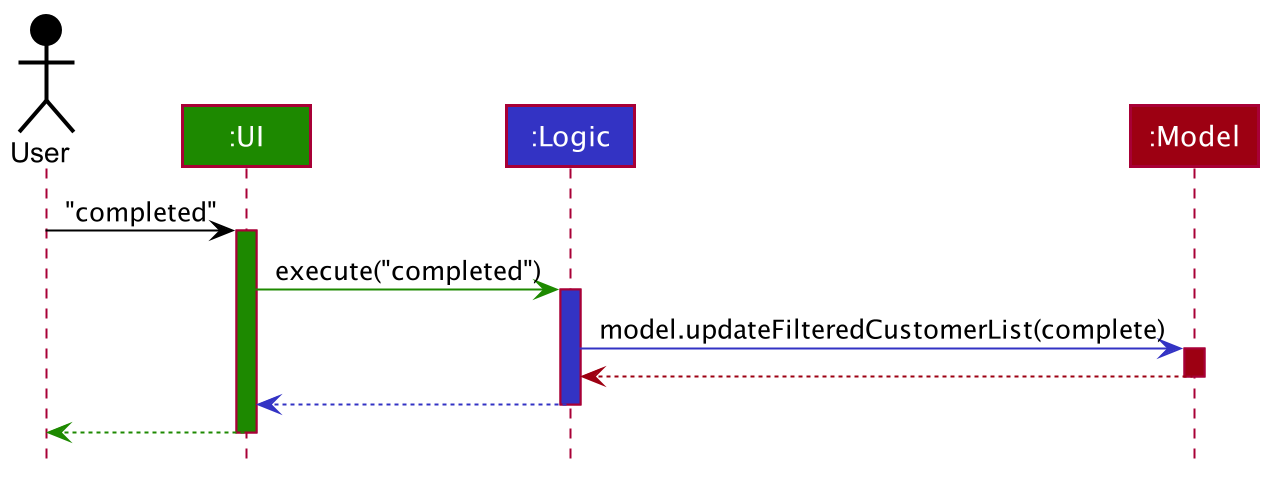 User
:UI
:Logic
:Model
"completed"
execute("completed")
model.updateFilteredCustomerList(complete)